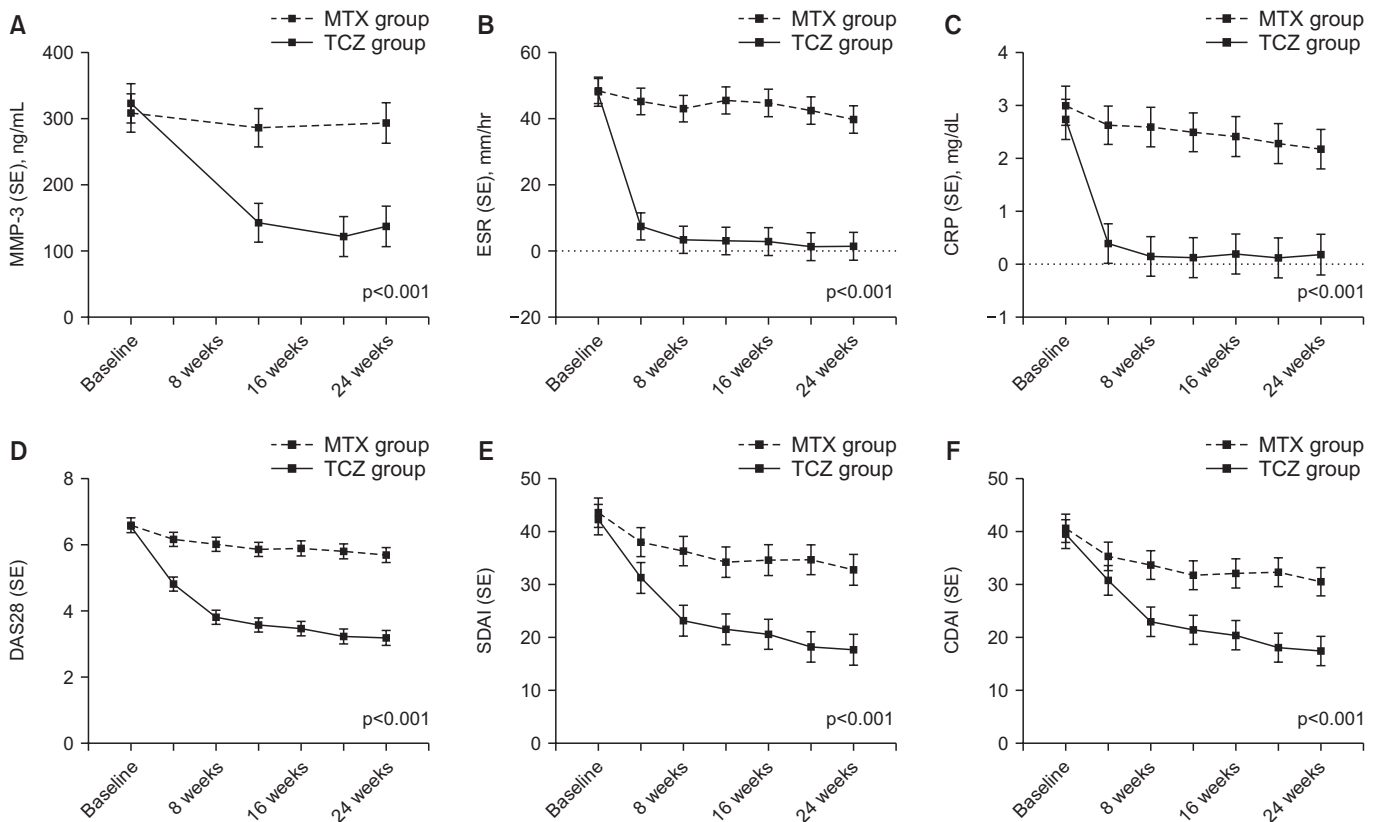 A
MTX group
TCZ group
MMP-3 (SE), ng/mL
400
300
200
100
0
p<0.001
Baseline
8 weeks
16 weeks
24 weeks
B
MTX group
TCZ group
ESR (SE), mm/hr
60
40
20
0
−20
p<0.001
Baseline
8 weeks
16 weeks
24 weeks
C
MTX group
TCZ group
CRP (SE), mg/dL
4
3
2
1
0
−1
p<0.001
Baseline
8 weeks
16 weeks
24 weeks
D
MTX group
TCZ group
DAS28 (SE)
8
6
4
2
0
p<0.001
Baseline
8 weeks
16 weeks
24 weeks
E
MTX group
TCZ group
SDAI (SE)
50
40
30
20
10
0
p<0.001
Baseline
8 weeks
16 weeks
24 weeks
F
MTX group
TCZ group
CDAI (SE)
50
40
30
20
10
0
p<0.001
Baseline
8 weeks
16 weeks
24 weeks